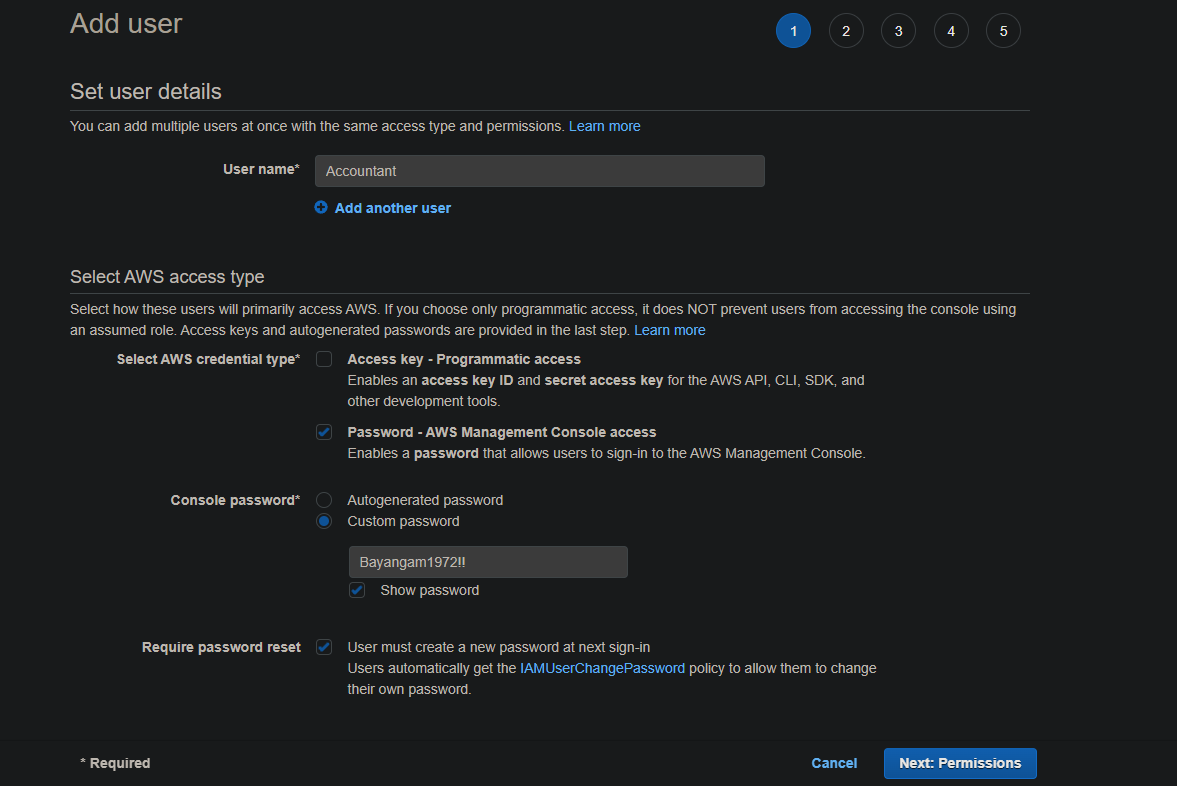 Add user
1 2 3 4 5
Set user details
You can add multiple users at once with the same access type and permissions. Learn more
User name* Accountant
Add another user
Select AWS access type
Select how these users will primarily access AWS. If you choose only programmatic access, it does NOT prevent users from accessing the console using
an assumed role. Access keys and autogenerated passwords are provided in the last step. Learn more
Select AWS credential type* Access key - Programmatic access
Enables an access key ID and secret access key for the AWS API, CLI, SDK, and
other development tools.
Password - AWS Management Console access
Enables a password that allows users to sign-in to the AWS Management Console.
Console password* Autogenerated password
Custom password
Bayangam1972!!
Show password
Require password reset User must create a new password at next sign-in
Users automatically get the IAMUserChangePassword policy to allow them to change
their own password.
* Required Cancel Next: Permissions